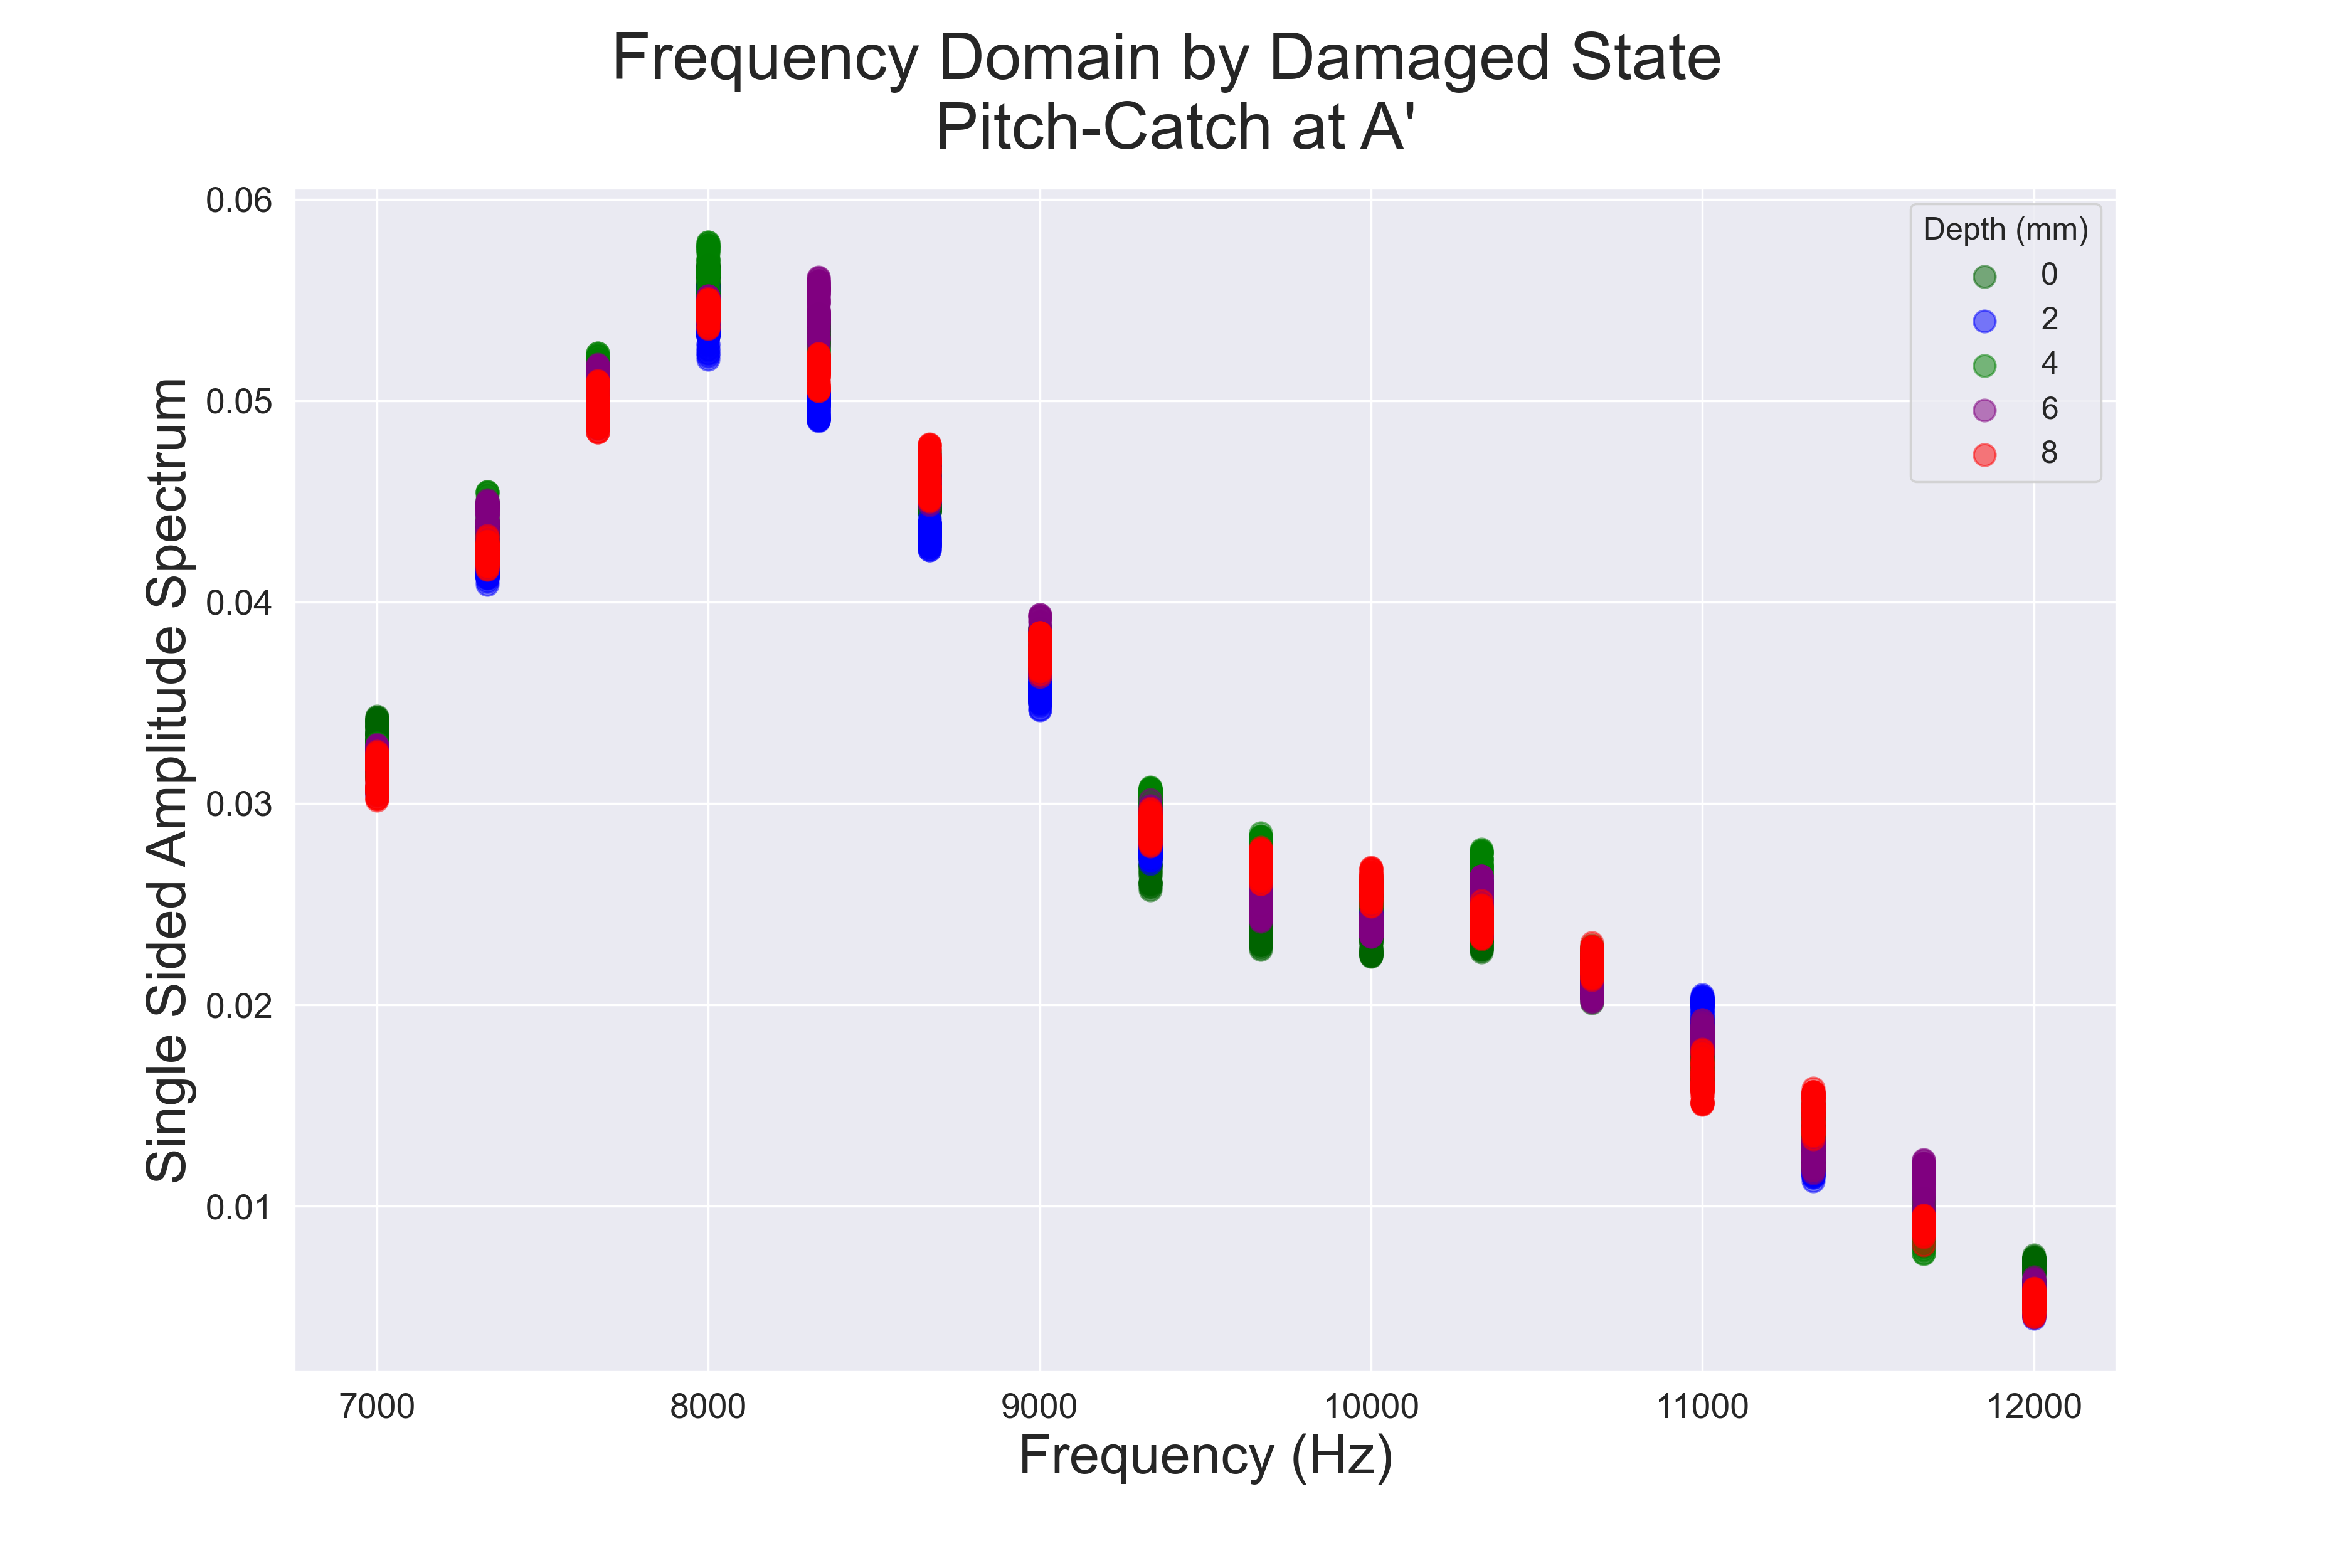 Frequency Domain by Damaged State
Pitch-Catch at A'
Single Sided Amplitude Spectrum
0.06
0.05
0.04
0.03
0.02
0.01
Depth (mm)
0
2
4
6
8
7000 8000 9000 10000 11000 12000
Frequency (Hz)